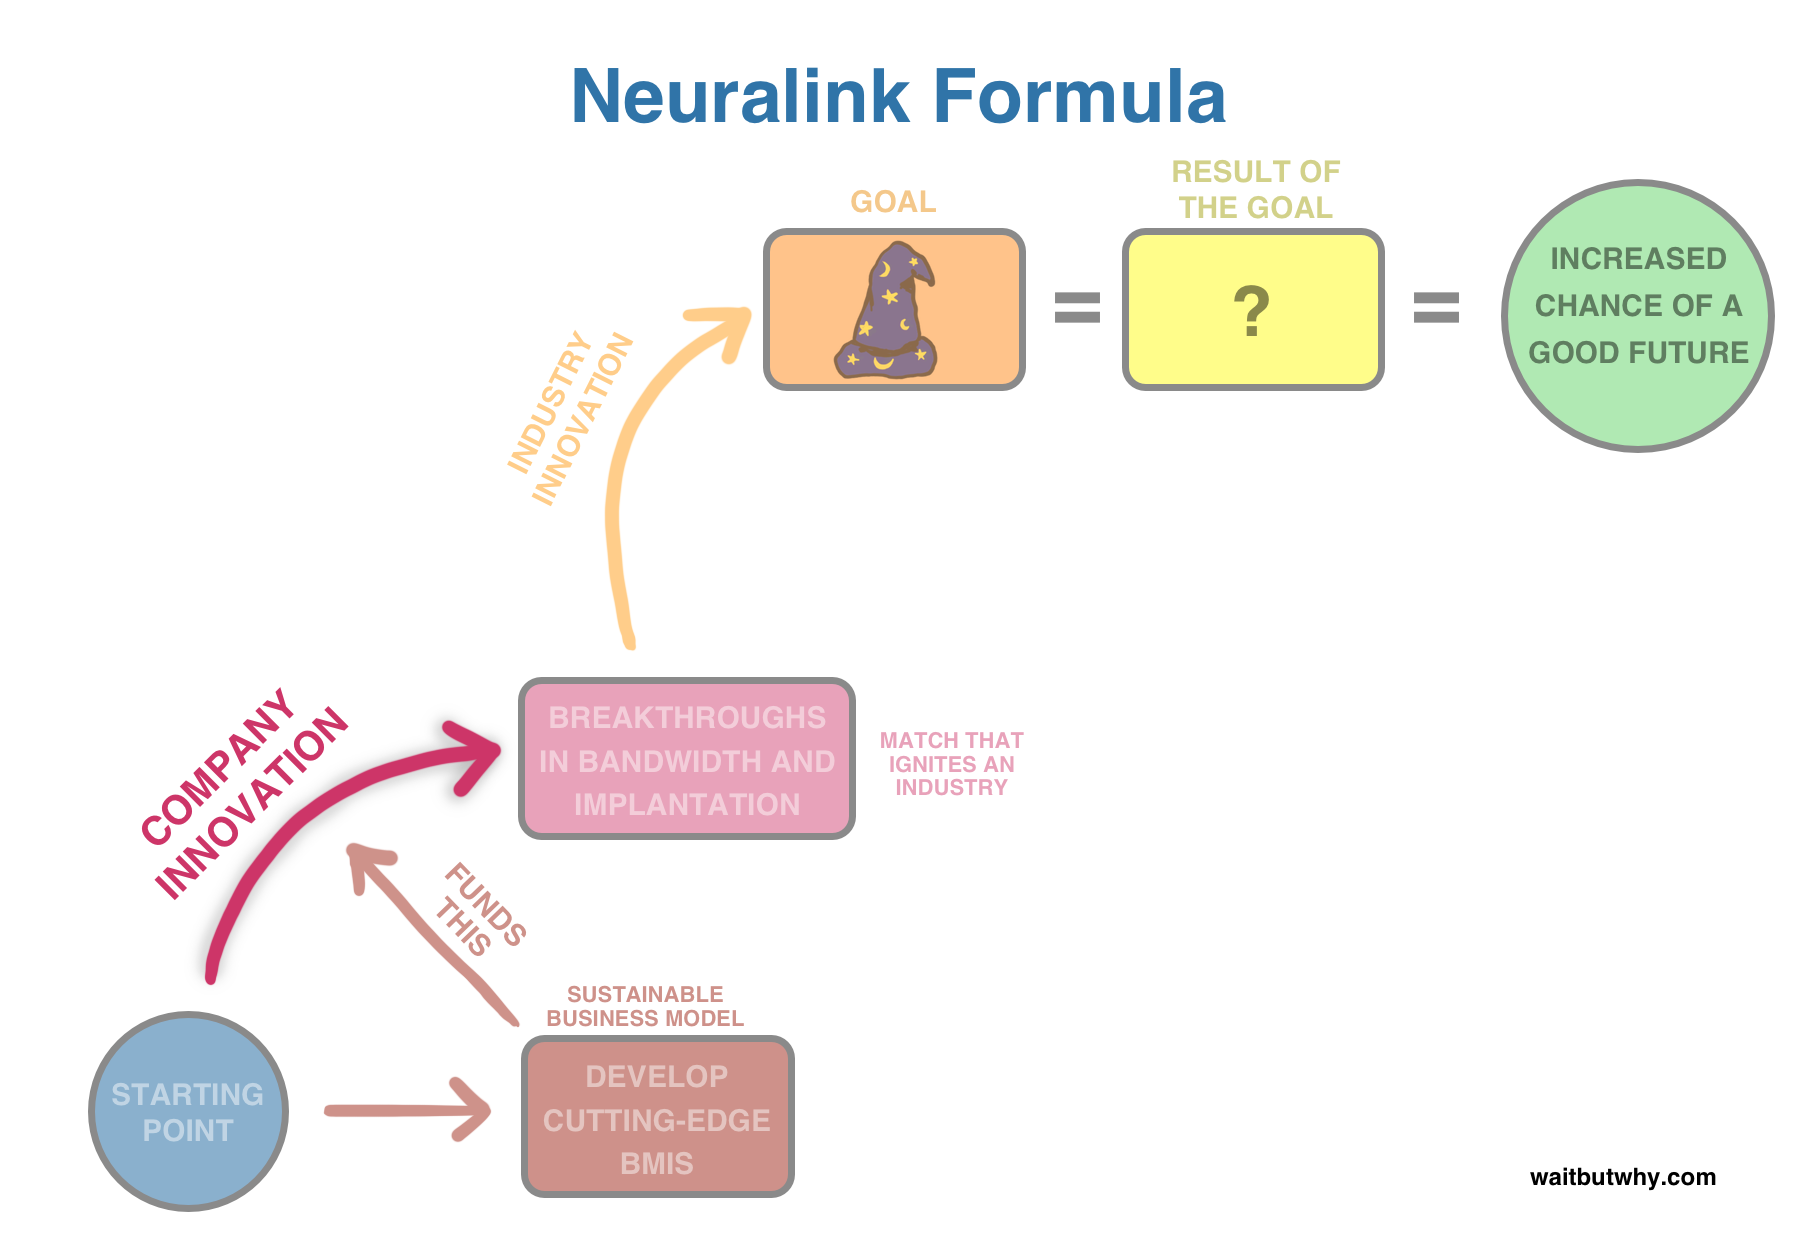 Neuralink Formula
GOAL
RESULT OF
THE GOAL
?
=
=
INCREASED
CHANCE OF A
GOOD FUTURE
INDUSTRY
INNOVATION
BREAKTHROUGHS
IN BANDWIDTH AND
IMPLANTATION
MATCH THAT
IGNITES AN
INDUSTRY
COMPANY
INNOVATION
FUNDS
THIS
SUSTAINABLE
BUSINESS MODEL
DEVELOP
CUTTING-EDGE
BMIS
STARTING
POINT
waitbutwhy.com